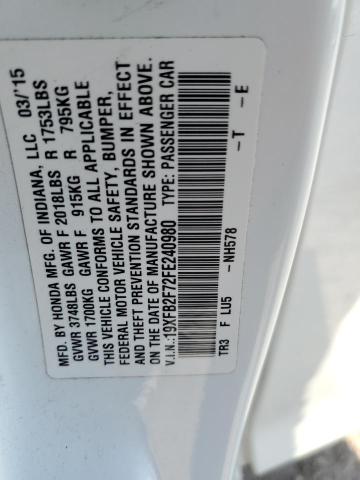 MFD. BY HONDA MFG. OF INDIANA, LLC 03/'15
GVWR 3748LBS GAWR F 2018LBS R 1753LBS
GVWR 1700KG GAWR F 915KG R 795KG
THIS VEHICLE CONFORMS TO ALL APPLICABLE
FEDERAL MOTOR VEHICLE SAFETY, BUMPER,
THEFT PREVENTION STANDARDS IN EFFECT
ON THE DATE OF MANUFACTURE SHOWN ABOVE.
V.I.N.: 19XFB2F72FE240980 TYPE: PASSENGER CAR
TR3 F LU5 -NH578 -T -E